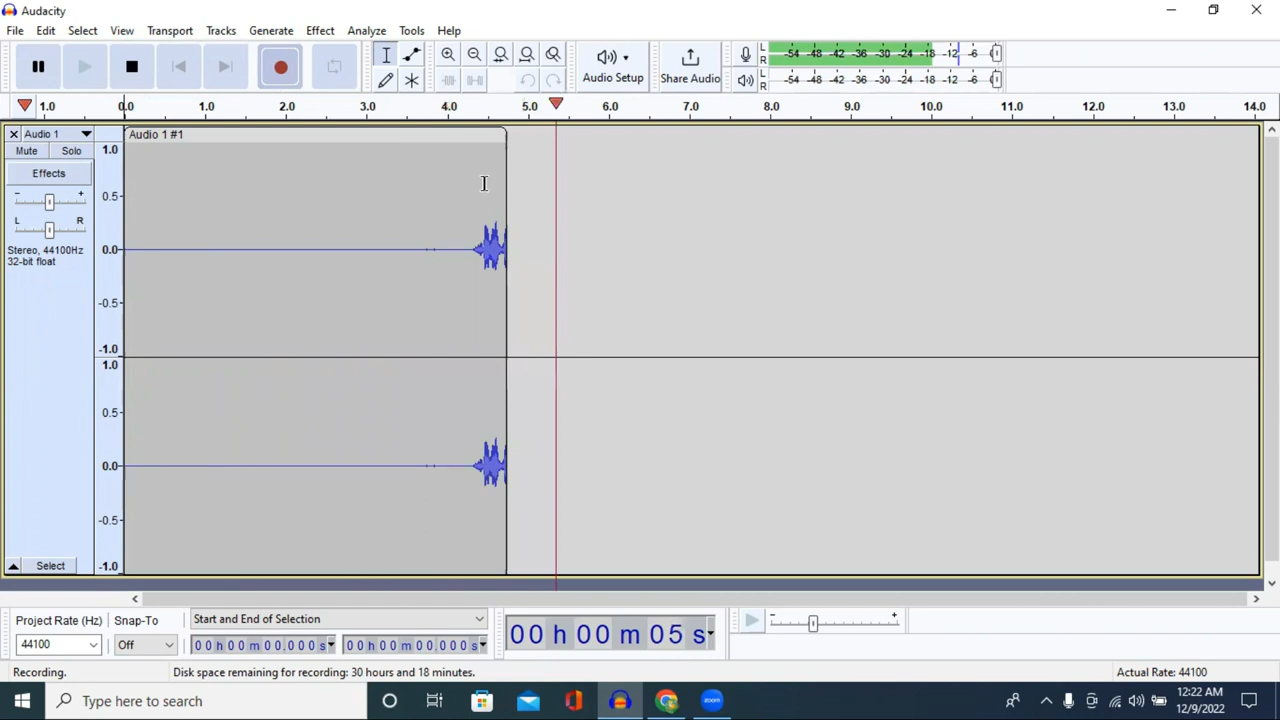 Audacity
File Edit Select View Transport Tracks Generate Effect Analyze Tools Help
Audio Setup Share Audio
L -54 -48 -42 -36 -30 -24 -18 -12 -6
R
L -54 -48 -42 -36 -30 -24 -18 -12 -6
R
1.0 0.0 1.0 2.0 3.0 4.0 5.0 6.0 7.0 8.0 9.0 10.0 11.0 12.0 13.0 14.0
Audio 1
Audio 1 #1
Mute Solo
Effects
- +
L R
Stereo, 44100Hz
32-bit float
1.0
0.5
0.0
-0.5
-1.0
1.0
0.5
0.0
-0.5
-1.0
Select
Project Rate (Hz) Snap-To Start and End of Selection
44100 Off 00 h 00 m 00.000 s 00 h 00 m 00.000 s
00 h 00 m 05 s
- +
Recording. Disk space remaining for recording: 30 hours and 18 minutes. Actual Rate: 44100
Type here to search
zoom
12:22 AM
12/9/2022